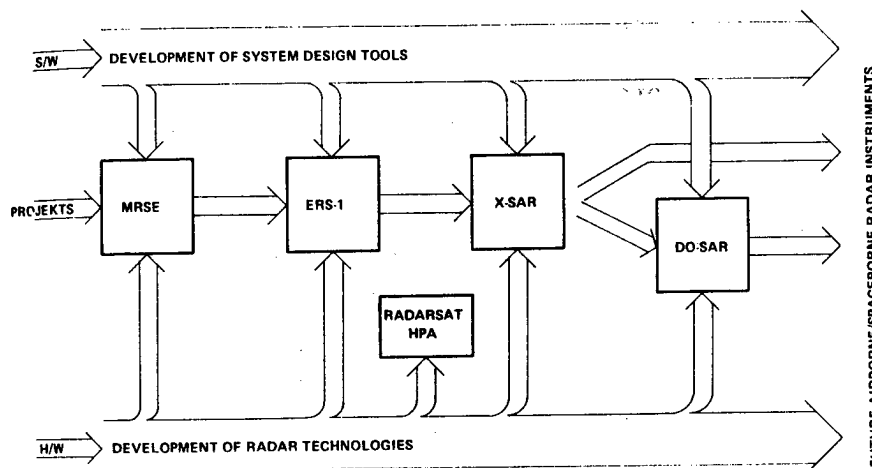 S/W
DEVELOPMENT OF SYSTEM DESIGN TOOLS
PROJEKTS
MRSE
ERS-1
X-SAR
DO:SAR
RADARSAT
HPA
H/W
DEVELOPMENT OF RADAR TECHNOLOGIES
FUTURE AIRBORNE/SPACEBORNE RADAR INSTRUMENTS